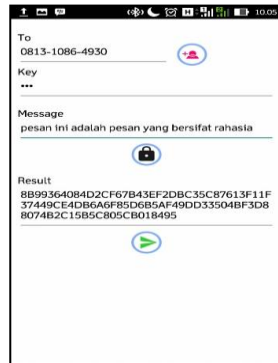 10.05
To
0813-1086-4930
Key
•••
Message
pesan ini adalah pesan yang bersifat rahasia
Result
8B99364084D2CF67B43EF2DBC35C87613F11F
37449CE4DB6A6F85D6B5AF49DD33504BF3D8
8074B2C15B5C805CB018495